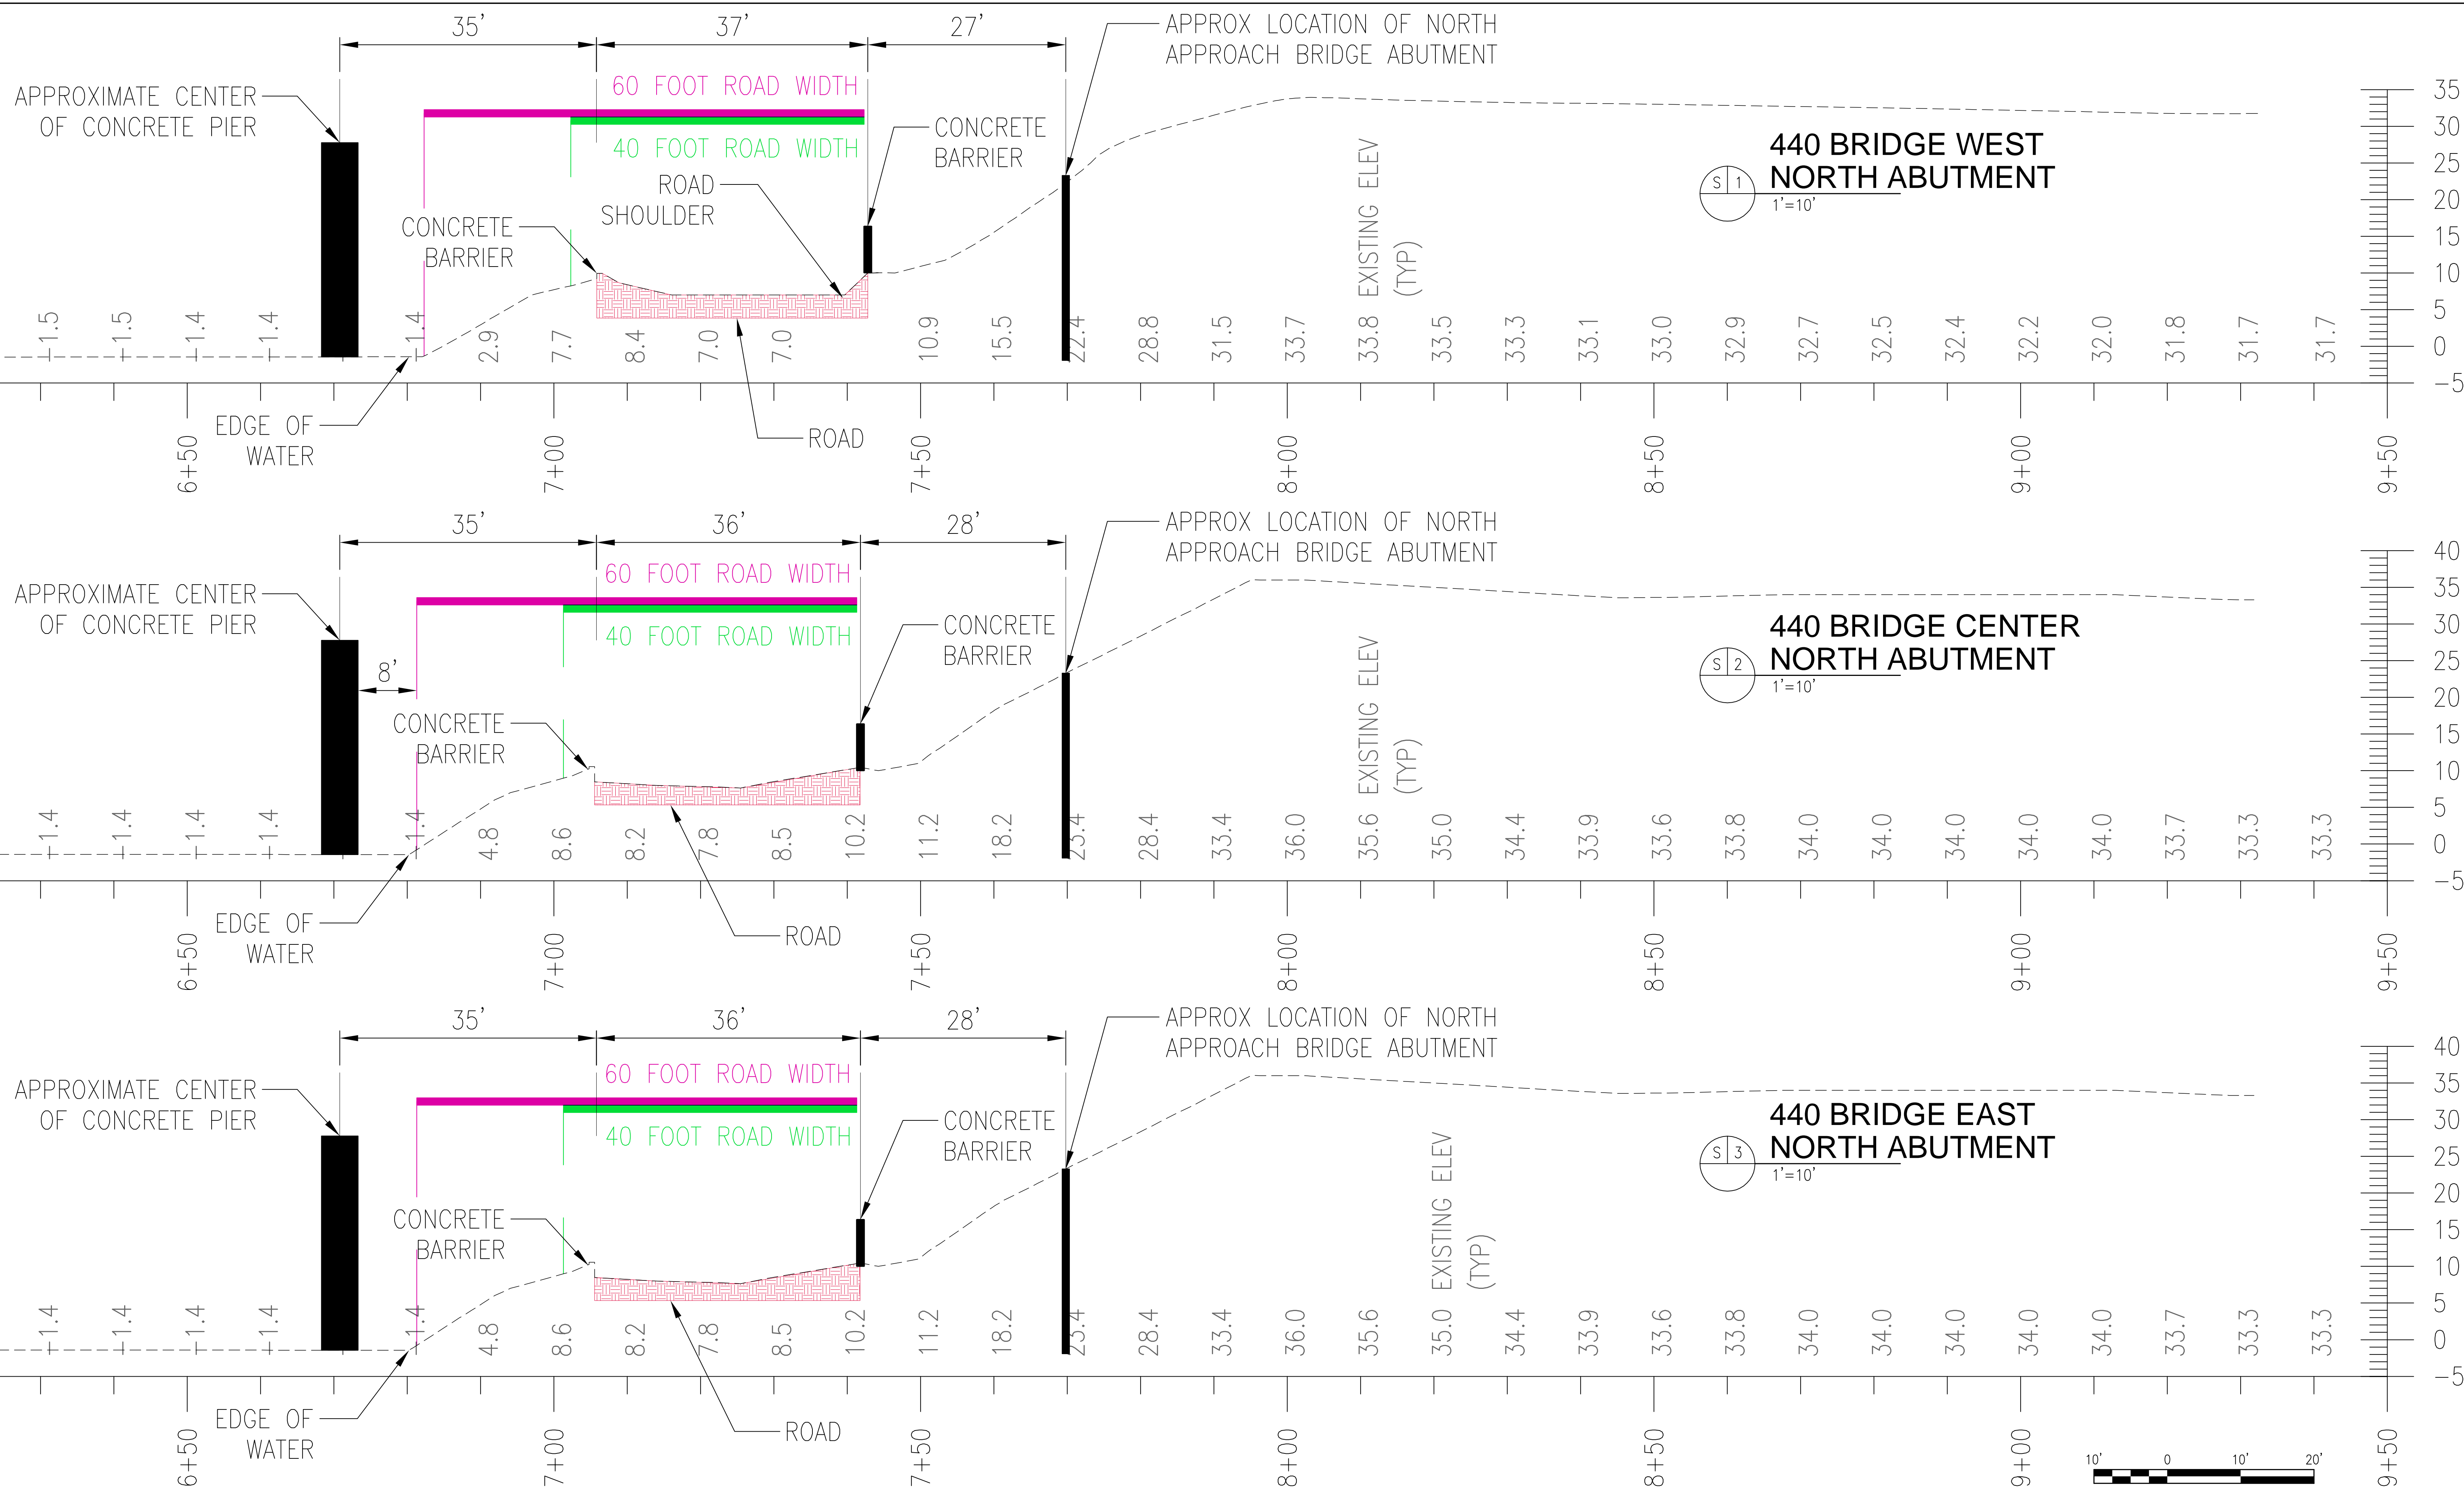 35' 37' 27'
APPROX LOCATION OF NORTH
APPROACH BRIDGE ABUTMENT
APPROXIMATE CENTER
OF CONCRETE PIER
60 FOOT ROAD WIDTH
40 FOOT ROAD WIDTH
CONCRETE
BARRIER
ROAD
SHOULDER
CONCRETE
BARRIER
EXISTING ELEV
(TYP)
440 BRIDGE WEST
NORTH ABUTMENT
S 1
1'=10'
35
30
25
20
15
10
5
0
-5
-1.5 -1.5 -1.4 -1.4 -1.4 2.9 7.7 8.4 7.0 7.0 10.9 15.5 22.4 28.8 31.5 33.7 33.8 33.5 33.3 33.1 33.0 32.9 32.7 32.5 32.4 32.2 32.0 31.8 31.7 31.7
EDGE OF
WATER
ROAD
6+50 7+00 7+50 8+00 8+50 9+00 9+50
35' 36' 28'
APPROX LOCATION OF NORTH
APPROACH BRIDGE ABUTMENT
APPROXIMATE CENTER
OF CONCRETE PIER
60 FOOT ROAD WIDTH
40 FOOT ROAD WIDTH
CONCRETE
BARRIER
8'
CONCRETE
BARRIER
EXISTING ELEV
(TYP)
440 BRIDGE CENTER
NORTH ABUTMENT
S 2
1'=10'
40
35
30
25
20
15
10
5
0
-5
-1.4 -1.4 -1.4 -1.4 -1.4 4.8 8.6 8.2 7.8 8.5 10.2 11.2 18.2 23.4 28.4 33.4 36.0 35.6 35.0 34.4 33.9 33.6 33.8 34.0 34.0 34.0 34.0 34.0 33.7 33.3 33.3
EDGE OF
WATER
ROAD
6+50 7+00 7+50 8+00 8+50 9+00 9+50
35' 36' 28'
APPROX LOCATION OF NORTH
APPROACH BRIDGE ABUTMENT
APPROXIMATE CENTER
OF CONCRETE PIER
60 FOOT ROAD WIDTH
40 FOOT ROAD WIDTH
CONCRETE
BARRIER
CONCRETE
BARRIER
EXISTING ELEV
(TYP)
440 BRIDGE EAST
NORTH ABUTMENT
S 3
1'=10'
40
35
30
25
20
15
10
5
0
-5
-1.4 -1.4 -1.4 -1.4 -1.4 4.8 8.6 8.2 7.8 8.5 10.2 11.2 18.2 23.4 28.4 33.4 36.0 35.6 35.0 34.4 33.9 33.6 33.8 34.0 34.0 34.0 34.0 34.0 33.7 33.3 33.3
EDGE OF
WATER
ROAD
6+50 7+00 7+50 8+00 8+50 9+00 9+50
10' 0 10' 20'